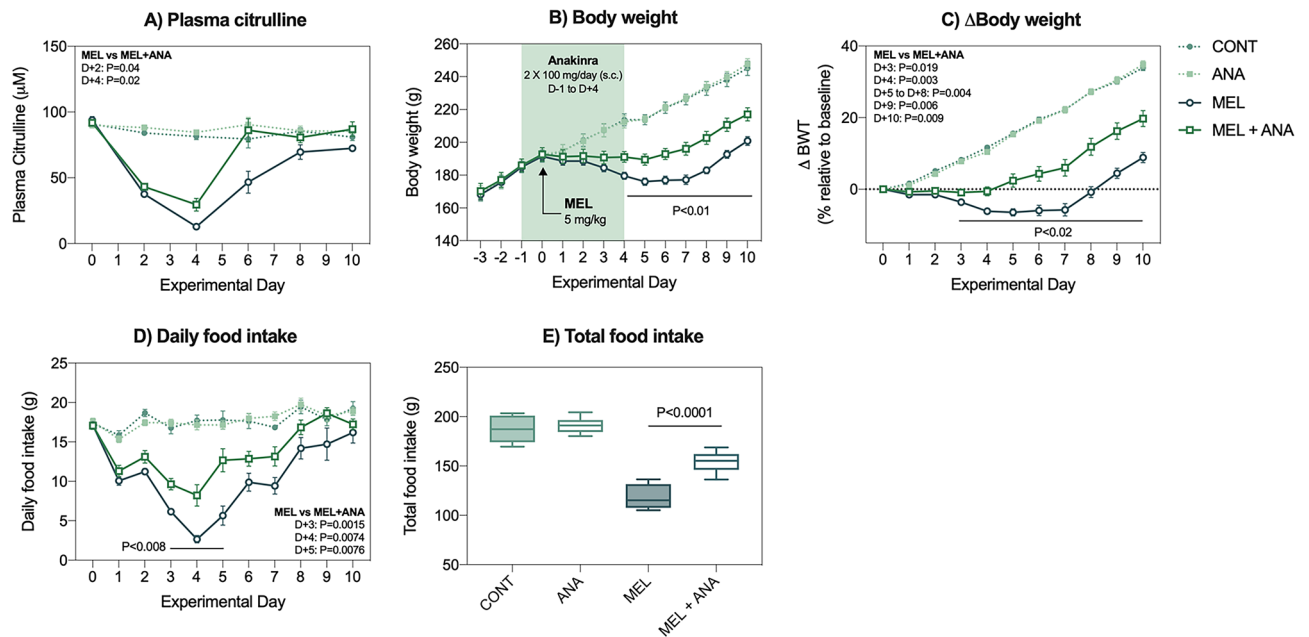 A) Plasma citrulline
Plasma Citrulline (μM)
150
100
50
0
MEL vs MEL+ANA
D+2: P=0.04
D+4: P=0.02
0 1 2 3 4 5 6 7 8 9 10
Experimental Day
B) Body weight
Body weight (g)
260
240
220
200
180
160
140
Anakinra
2 X 100 mg/day (s.c.)
D-1 to D+4
MEL
5 mg/kg
P<0.01
-3 -2 -1 0 1 2 3 4 5 6 7 8 9 10
Experimental Day
C) ΔBody weight
Δ BWT
(% relative to baseline)
40
20
0
MEL vs MEL+ANA
D+3: P=0.019
D+4: P=0.003
D+5 to D+8: P=0.004
D+9: P=0.006
D+10: P=0.009
P<0.02
0 1 2 3 4 5 6 7 8 9 10
Experimental Day
CONT
ANA
MEL
MEL + ANA
D) Daily food intake
Daily food intake (g)
25
20
15
10
5
0
MEL vs MEL+ANA
D+3: P=0.0015
D+4: P=0.0074
D+5: P=0.0076
P<0.008
0 1 2 3 4 5 6 7 8 9 10
Experimental Day
E) Total food intake
Total food intake (g)
250
200
150
100
50
P<0.0001
CONT
ANA
MEL
MEL + ANA